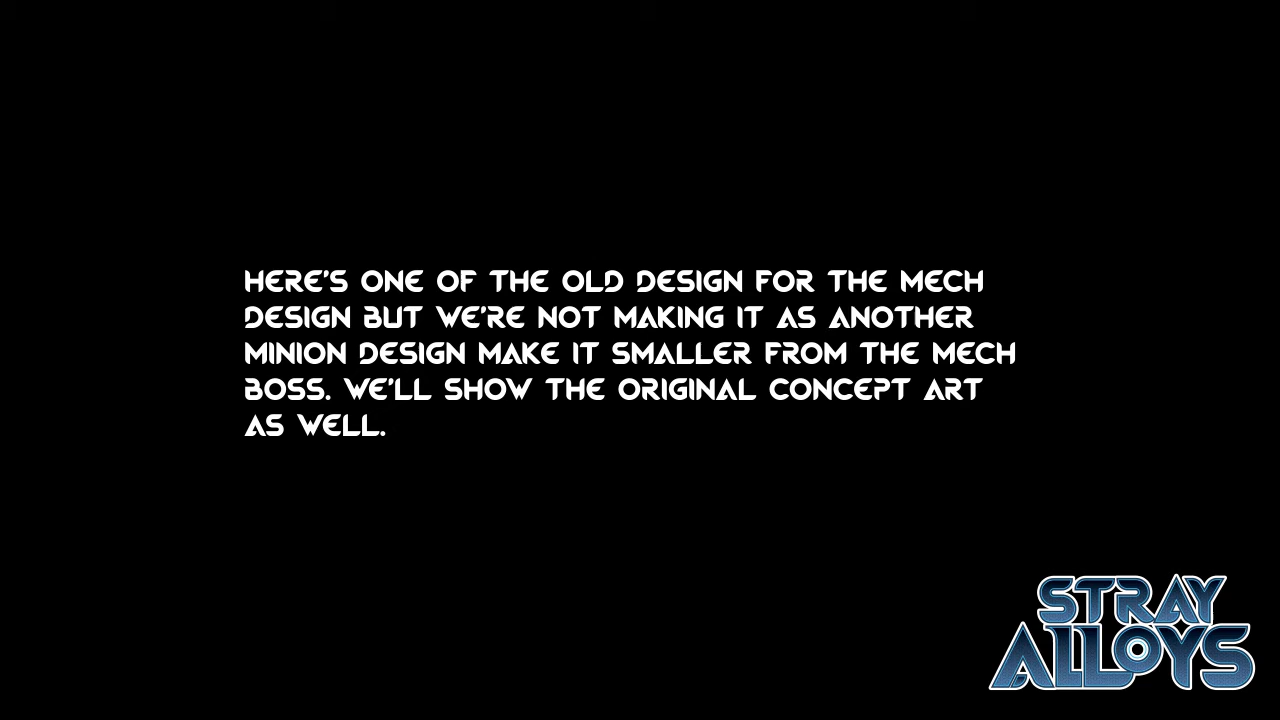 HERE'S ONE OF THE OLD DESIGN FOR THE MECH
DESIGN BUT WE'RE NOT MAKING IT AS ANOTHER
MINION DESIGN MAKE IT SMALLER FROM THE MECH
BOSS. WE'LL SHOW THE ORIGINAL CONCEPT ART
AS WELL.
STRAY
ALLOYS